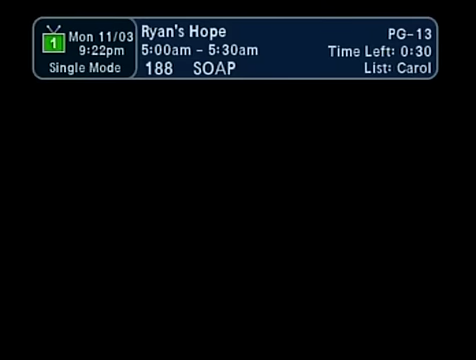 1
Mon 11/03
9:22pm
Single Mode
Ryan's Hope
5:00am - 5:30am
188 SOAP
PG-13
Time Left: 0:30
List: Carol